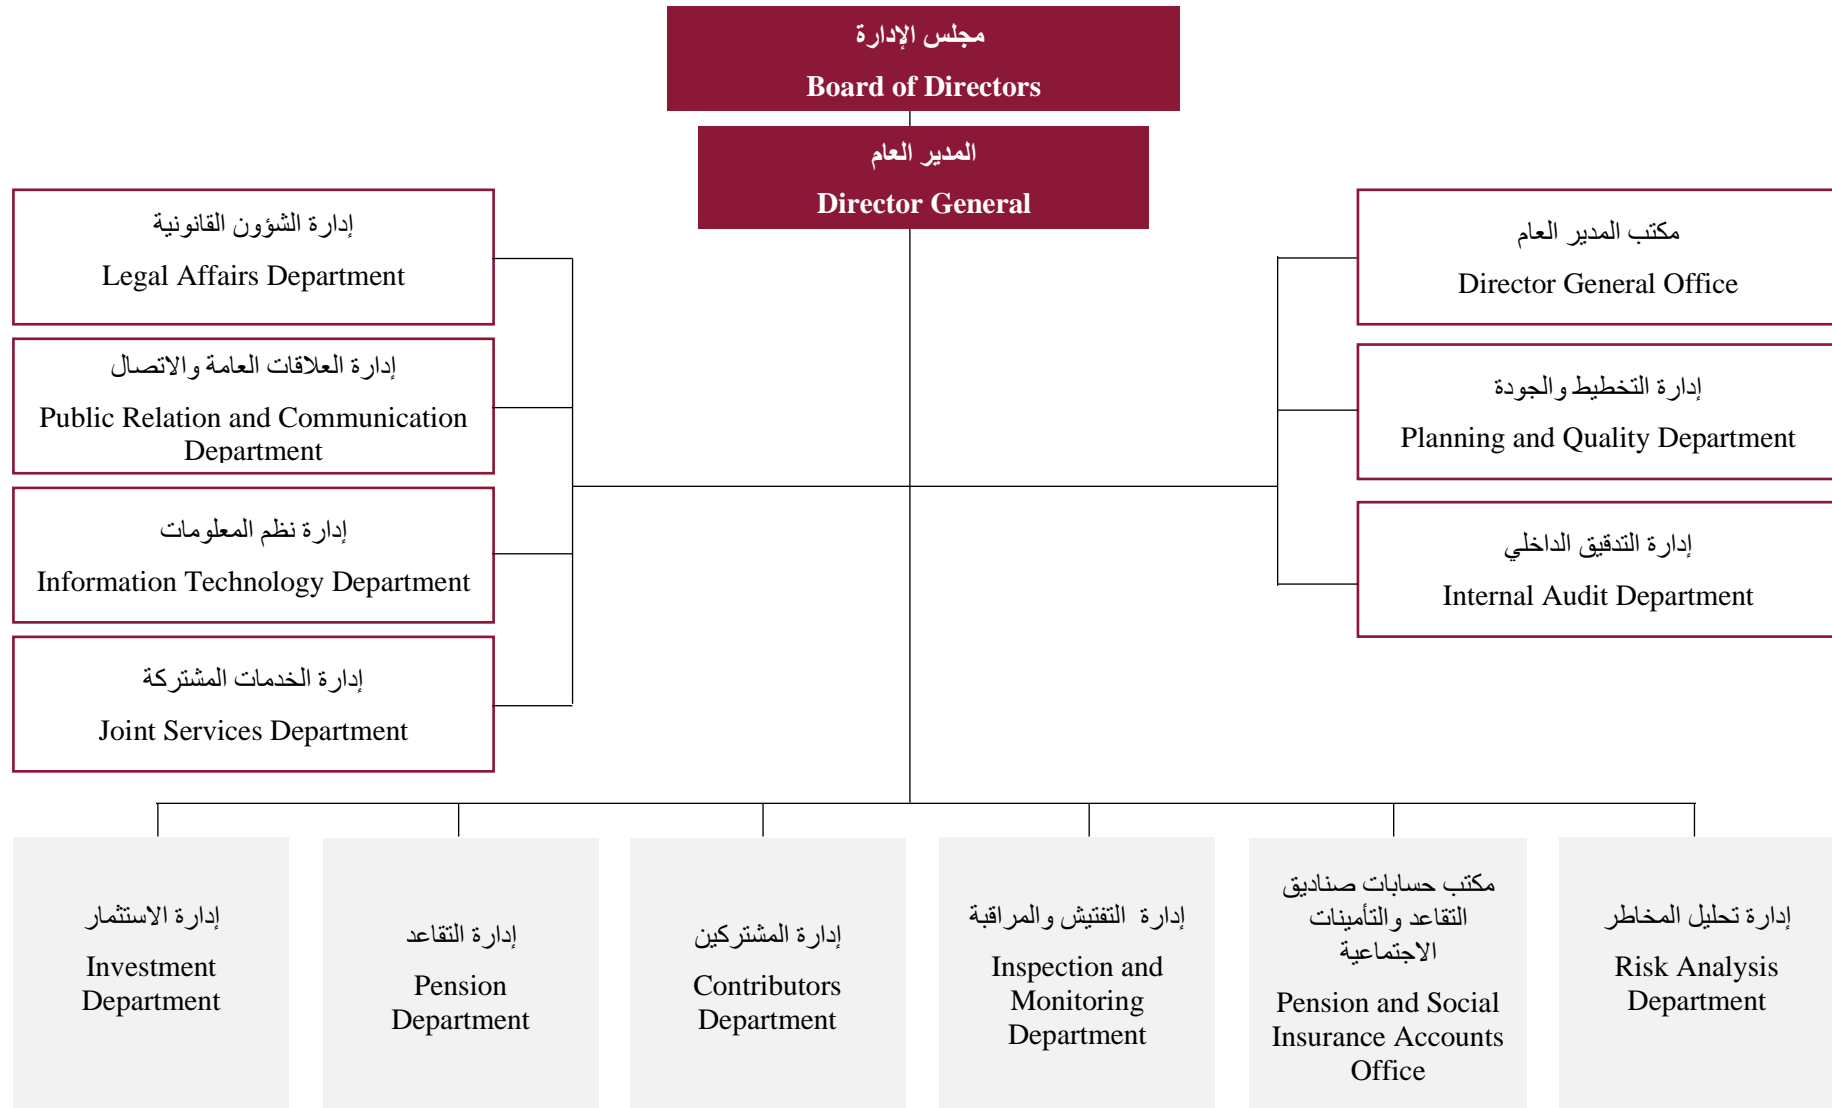 مجلس الإدارة
Board of Directors
المدير العام
Director General
إدارة الشؤون القانونية
Legal Affairs Department
إدارة العلاقات العامة والاتصال
Public Relation and Communication
Department
إدارة نظم المعلومات
Information Technology Department
إدارة الخدمات المشتركة
Joint Services Department
مكتب المدير العام
Director General Office
إدارة التخطيط والجودة
Planning and Quality Department
إدارة التدقيق الداخلي
Internal Audit Department
إدارة الاستثمار
Investment
Department
إدارة التقاعد
Pension
Department
إدارة المشتركين
Contributors
Department
إدارة التفتيش والمراقبة
Inspection and
Monitoring
Department
مكتب حسابات صناديق
التقاعد والتأمينات
الاجتماعية
Pension and Social
Insurance Accounts
Office
إدارة تحليل المخاطر
Risk Analysis
Department